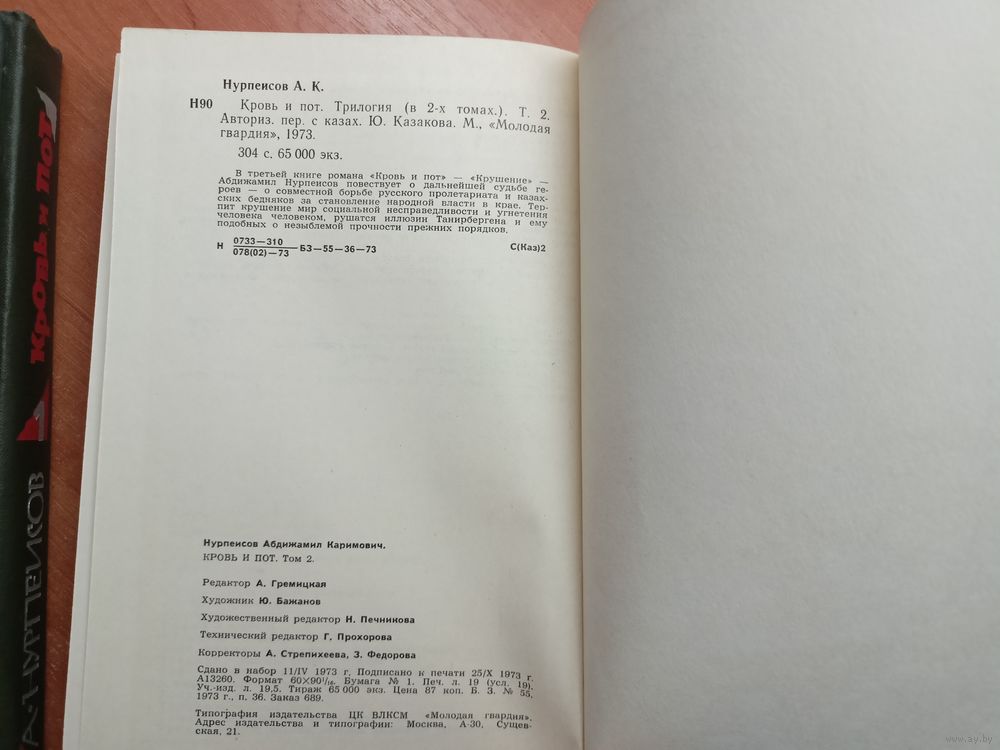 Нурпеисов А. К.
Н90 Кровь и пот. Трилогия (в 2-х томах.). Т. 2.
Авториз. пер. с казах. Ю. Казакова. М., «Молодая
гвардия», 1973.
304 с. 65 000 экз.
В третьей книге романа «Кровь и пот» — «Крушение» —
Абдижамил Нурпеисов повествует о дальнейшей судьбе ге-
роев — о совместной борьбе русского пролетариата и казах-
ских бедняков за становление народной власти в крае. Тер-
пит крушение мир социальной несправедливости и угнетения
человека человеком, рушатся иллюзии Танирбергена и ему
подобных о незыблемой прочности прежних порядков.
Н 0733—310
078(02)—73 —БЗ—55—36—73 С(Каз)2
Нурпеисов Абдижамил Каримович.
КРОВЬ И ПОТ. Том 2.
Редактор А. Гремицкая
Художник Ю. Бажанов
Художественный редактор Н. Печникова
Технический редактор Г. Прохорова
Корректоры А. Стрепихеева, З. Федорова
Сдано в набор 11/IV 1973 г. Подписано к печати 25/X 1973 г.
А13260. Формат 60×90¹/₁₆. Бумага № 1. Печ. л. 19 (усл. 19).
Уч.-изд. л. 19,5. Тираж 65 000 экз. Цена 87 коп. Б. З. № 55,
1973 г., п. 36. Заказ 689.
Типография издательства ЦК ВЛКСМ «Молодая гвардия».
Адрес издательства и типографии: Москва, А-30, Сущев-
ская, 21.
А. НУРПЕИСОВ
КРОВЬ И ПОТ
www.ay.by